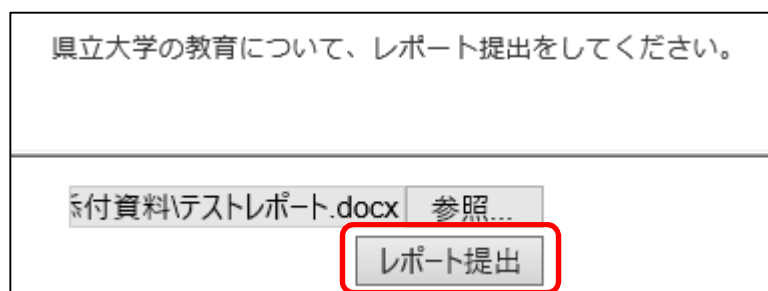 県立大学の教育について、レポート提出をしてください。
付資料\テストレポート.docx 参照...
レポート提出